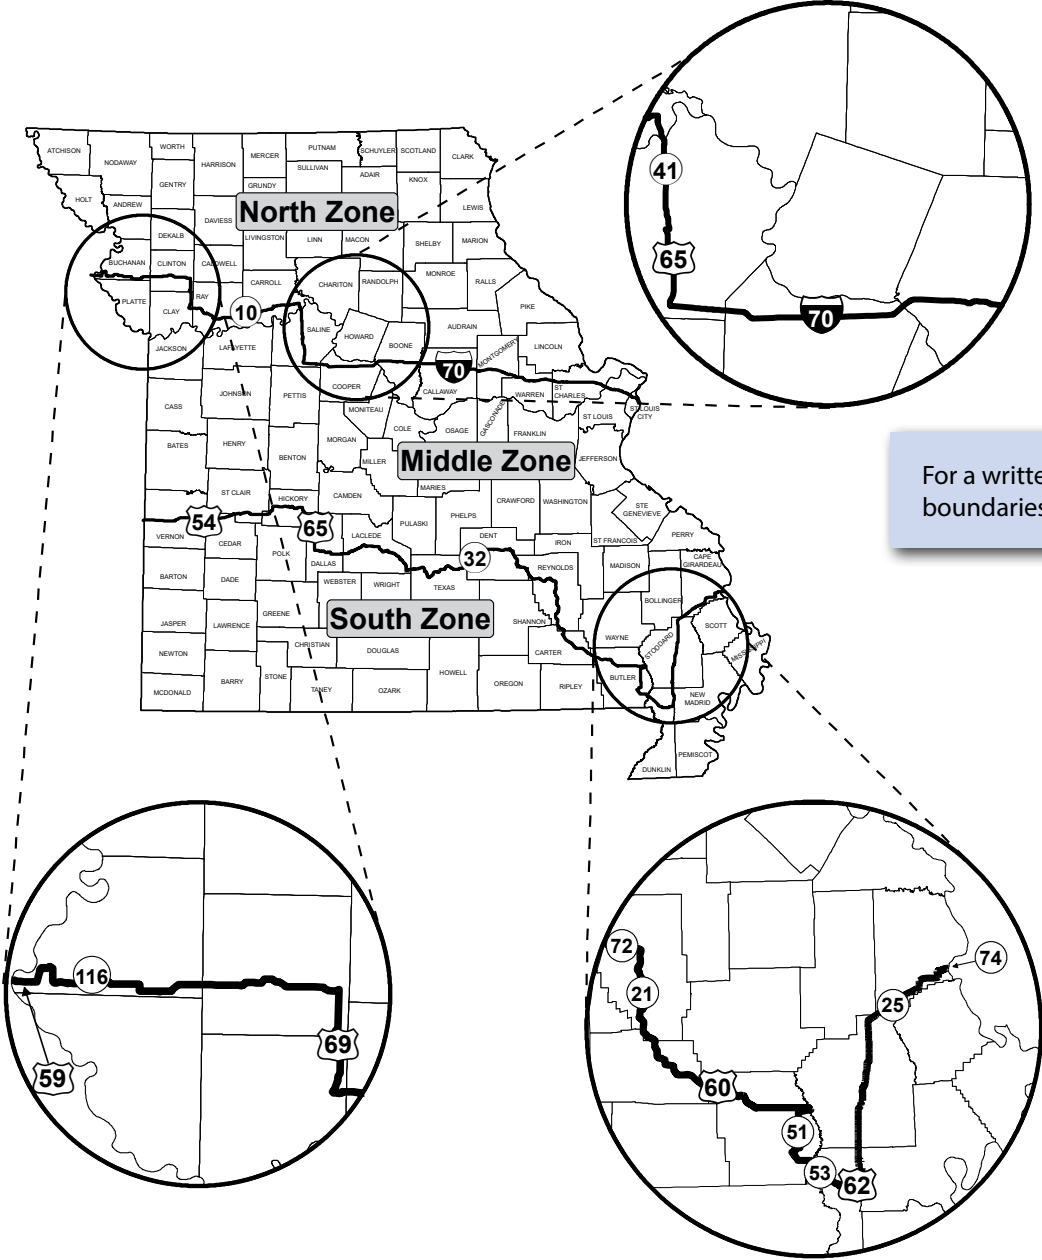 41
65
70
ATCHISON
NODAWAY
WORTH
HARRISON
MERCER
PUTNAM
SCHUYLER
SCOTLAND
CLARK
GENTRY
GRUNDY
SULLIVAN
ADAIR
KNOX
HOLT
ANDREW
DAVIESS
North Zone
LEWIS
DEKALB
LIVINGSTON
LINN
MACON
SHELBY
MARION
BUCHANAN
CLINTON
CALDWELL
CARROLL
CHARITON
RANDOLPH
MONROE
RALLS
PLATTE
CLAY
RAY
10
SALINE
HOWARD
BOONE
AUDRAIN
PIKE
JACKSON
LAFAYETTE
70
MONTGOMERY
LINCOLN
CASS
JOHNSON
PETTIS
COOPER
MONITEAU
CALLAWAY
GASCONADE
WARREN
ST
CHARLES
ST LOUIS
ST LOUIS
CITY
COLE
OSAGE
FRANKLIN
BATES
HENRY
BENTON
MORGAN
MILLER
Middle Zone
JEFFERSON
For a writte
boundaries
ST CLAIR
HICKORY
CAMDEN
MARIES
CRAWFORD
WASHINGTON
STE
GENEVIEVE
VERNON
54
CEDAR
65
LACLEDE
PULASKI
PHELPS
DENT
IRON
ST FRANCOIS
PERRY
POLK
DALLAS
32
REYNOLDS
MADISON
CAPE
GIRARDEAU
BARTON
DADE
WEBSTER
WRIGHT
TEXAS
BOLLINGER
JASPER
LAWRENCE
GREENE
South Zone
SHANNON
WAYNE
STODDARD
SCOTT
MISSISSIPPI
NEWTON
CHRISTIAN
DOUGLAS
CARTER
BUTLER
MCDONALD
BARRY
STONE
TANEY
OZARK
HOWELL
OREGON
RIPLEY
NEW
MADRID
DUNKLIN
PEMISCOT
116
69
59
72
21
60
51
53
62
25
74